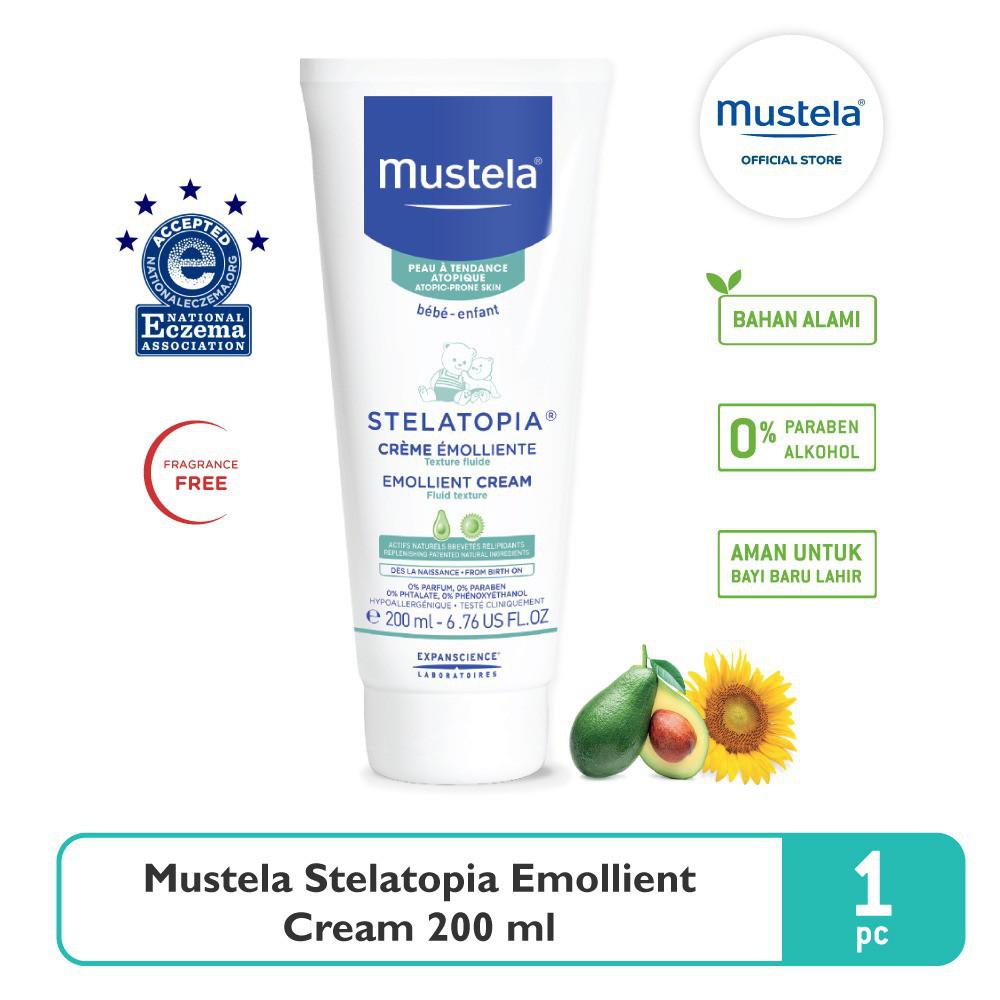 mustela®
OFFICIAL STORE
mustela®
PEAU À TENDANCE
ATOPIQUE
ATOPIC-PRONE SKIN
bébé-enfant
STELATOPIA®
CRÈME ÉMOLLIENTE
Texture fluide
EMOLLIENT CREAM
Fluid texture
ACTIFS NATURELS BREVETÉS RELIPIDANTS
REPLENISHING PATENTED NATURAL INGREDIENTS
DÈS LA NAISSANCE • FROM BIRTH ON
0% PARFUM, 0% PARABEN
0% PHTALATE, 0% PHÉNOXYÉTHANOL
HYPOALLERGÉNIQUE • TESTÉ CLINIQUEMENT
e 200 ml - 6.76 US FL.OZ
EXPANSCIENCE®
LABORATOIRES
ACCEPTED
NATIONALECZEMA.ORG
e
NATIONAL
Eczema
ASSOCIATION
FRAGRANCE
FREE
BAHAN ALAMI
0% PARABEN
ALKOHOL
AMAN UNTUK
BAYI BARU LAHIR
Mustela Stelatopia Emollient
Cream 200 ml
1
pc